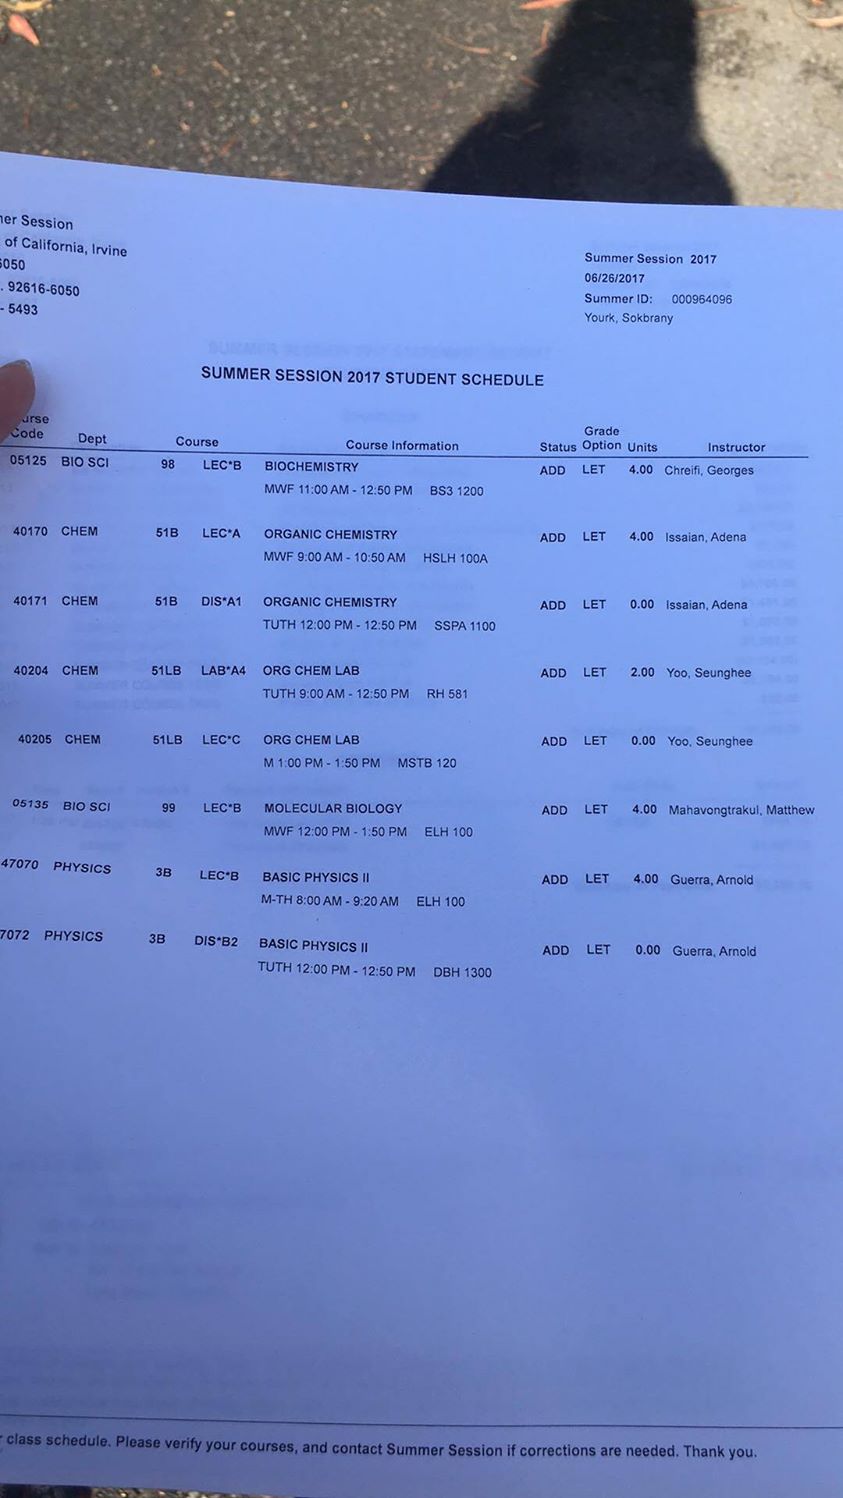 mer Session
of California, Irvine
6050
. 92616-6050
- 5493
Summer Session 2017
06/26/2017
Summer ID: 000964096
Yourk, Sokbrany
SUMMER SESSION 2017 STUDENT SCHEDULE
urse Code Dept Course Course Information Status Grade Option Units Instructor
05125 BIO SCI 98 LEC*B BIOCHEMISTRY ADD LET 4.00 Chreifi, Georges
MWF 11:00 AM - 12:50 PM BS3 1200
40170 CHEM 51B LEC*A ORGANIC CHEMISTRY ADD LET 4.00 Issaian, Adena
MWF 9:00 AM - 10:50 AM HSLH 100A
40171 CHEM 51B DIS*A1 ORGANIC CHEMISTRY ADD LET 0.00 Issaian, Adena
TUTH 12:00 PM - 12:50 PM SSPA 1100
40204 CHEM 51LB LAB*A4 ORG CHEM LAB ADD LET 2.00 Yoo, Seunghee
TUTH 9:00 AM - 12:50 PM RH 581
40205 CHEM 51LB LEC*C ORG CHEM LAB ADD LET 0.00 Yoo, Seunghee
M 1:00 PM - 1:50 PM MSTB 120
05135 BIO SCI 99 LEC*B MOLECULAR BIOLOGY ADD LET 4.00 Mahavongtrakul, Matthew
MWF 12:00 PM - 1:50 PM ELH 100
47070 PHYSICS 3B LEC*B BASIC PHYSICS II ADD LET 4.00 Guerra, Arnold
M-TH 8:00 AM - 9:20 AM ELH 100
7072 PHYSICS 3B DIS*B2 BASIC PHYSICS II ADD LET 0.00 Guerra, Arnold
TUTH 12:00 PM - 12:50 PM DBH 1300
r class schedule. Please verify your courses, and contact Summer Session if corrections are needed. Thank you.